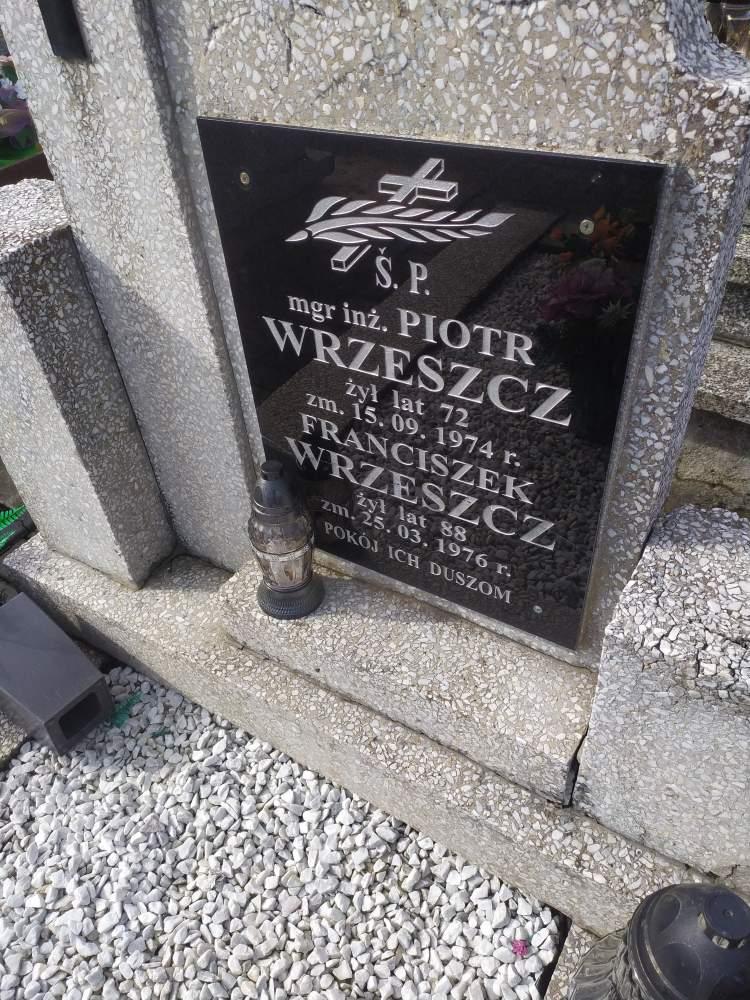 Š. P.
mgr inż. PIOTR
WRZESZCZ
żył lat 72
zm. 15.09.1974 r.
FRANCISZEK
WRZESZCZ
żył lat 88
zm. 25.03.1976 r.
POKÓJ ICH DUSZOM